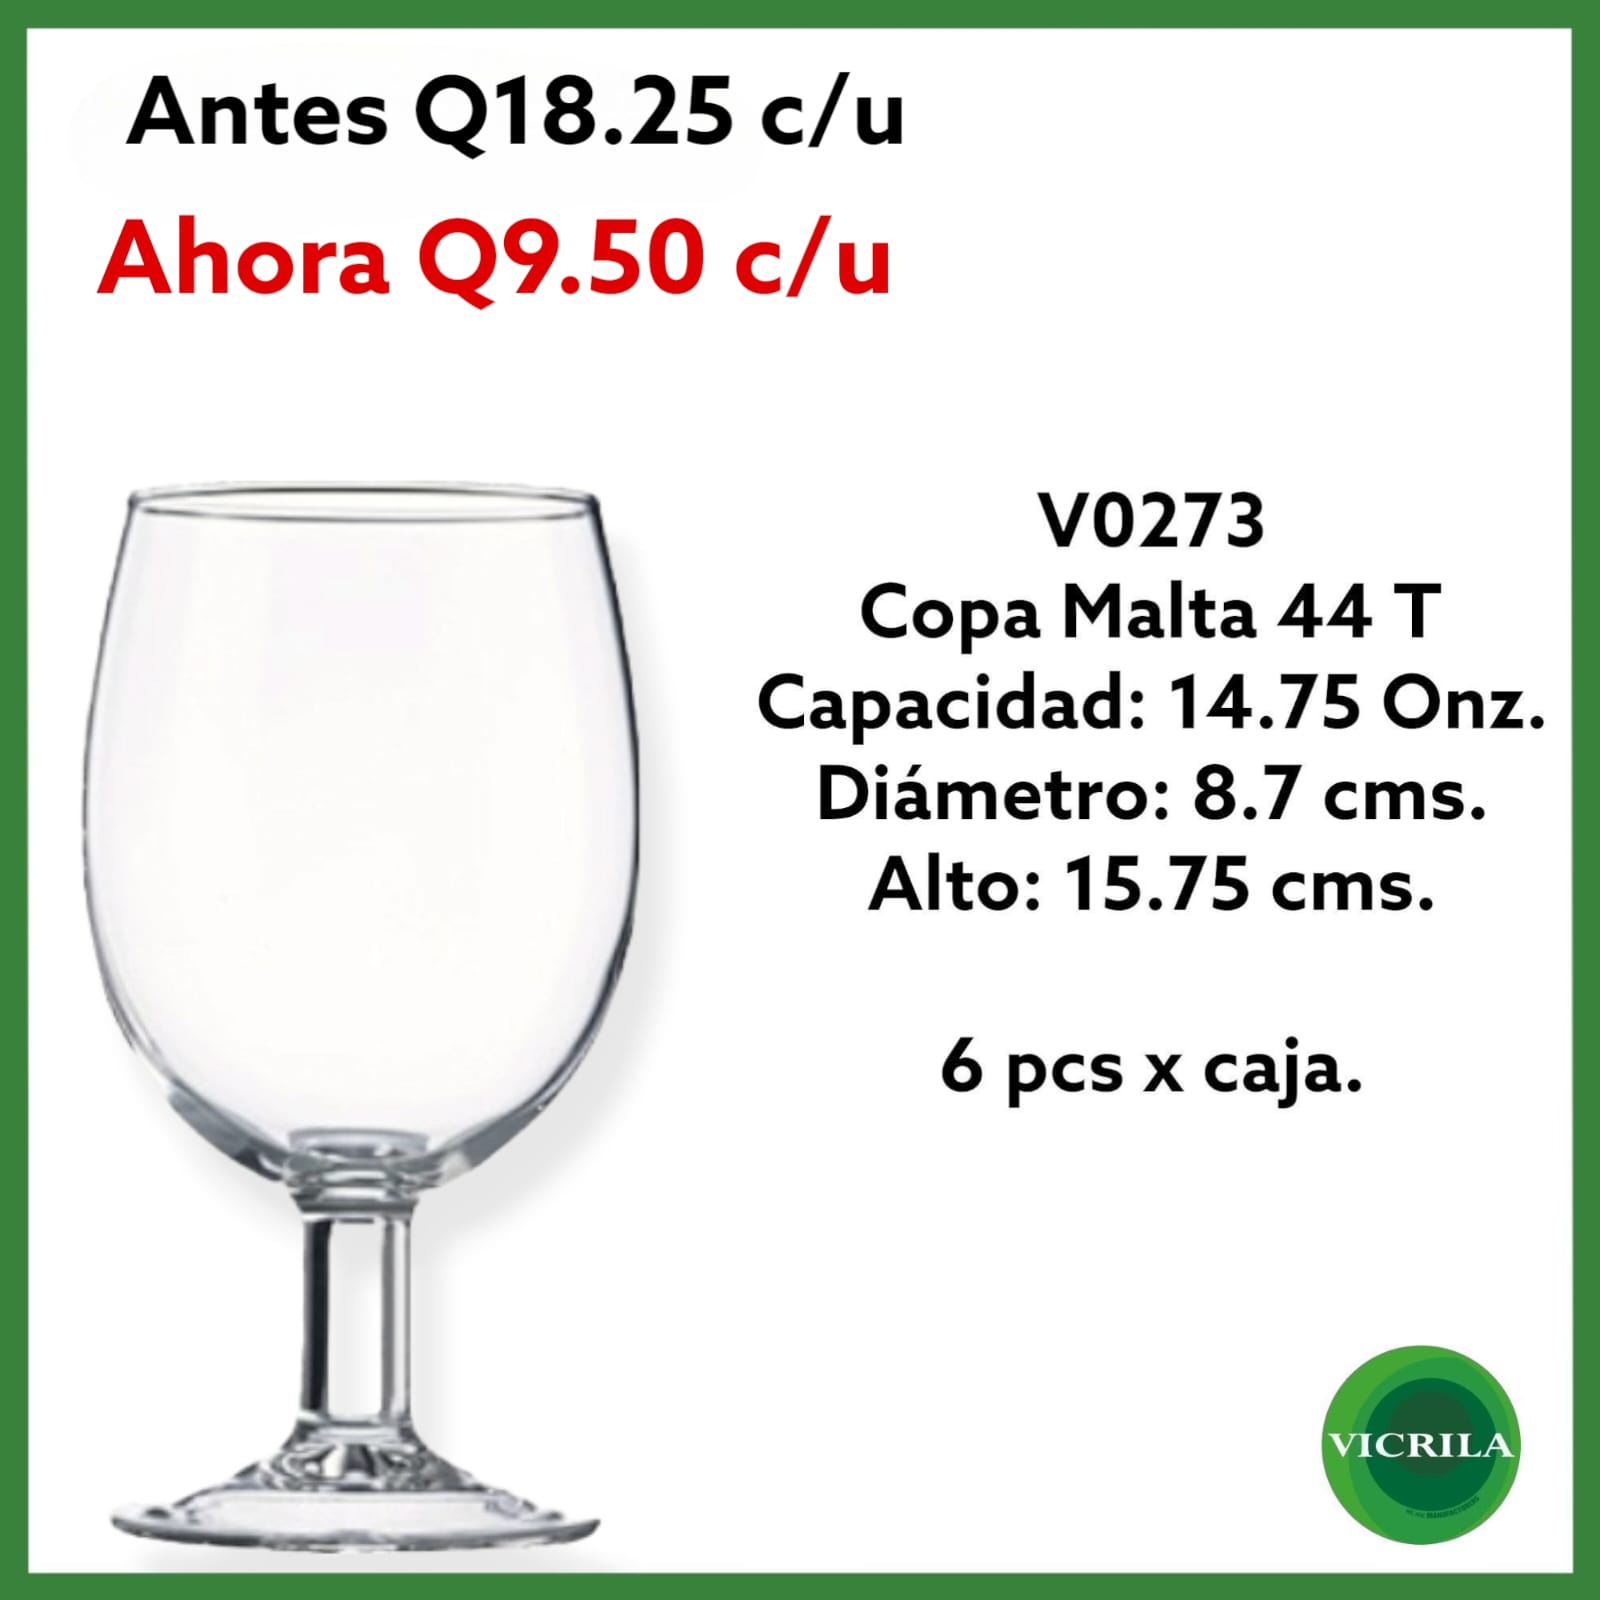 Antes Q18.25 c/u
Ahora Q9.50 c/u
V0273
Copa Malta 44 T
Capacidad: 14.75 Onz.
Diámetro: 8.7 cms.
Alto: 15.75 cms.
6 pcs x caja.
VICRILA
MANUFACTURERS